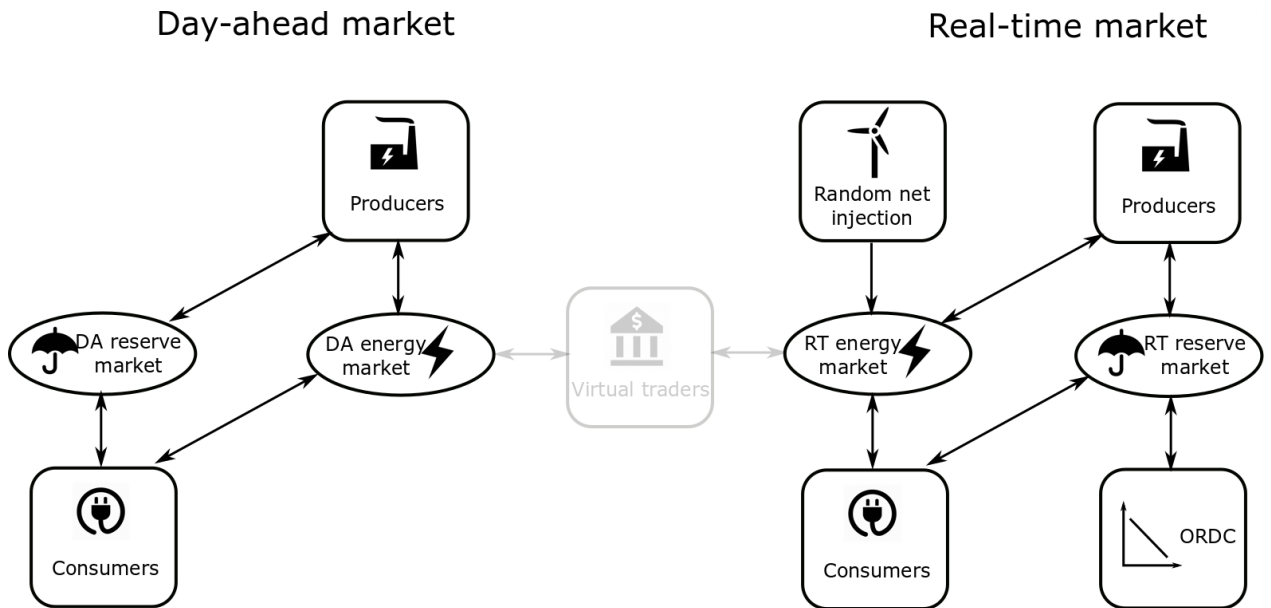 Day-ahead market
Real-time market
Producers
Random net
injection
Producers
DA reserve
market
DA energy
market
$
Virtual traders
RT energy
market
RT reserve
market
Consumers
Consumers
ORDC